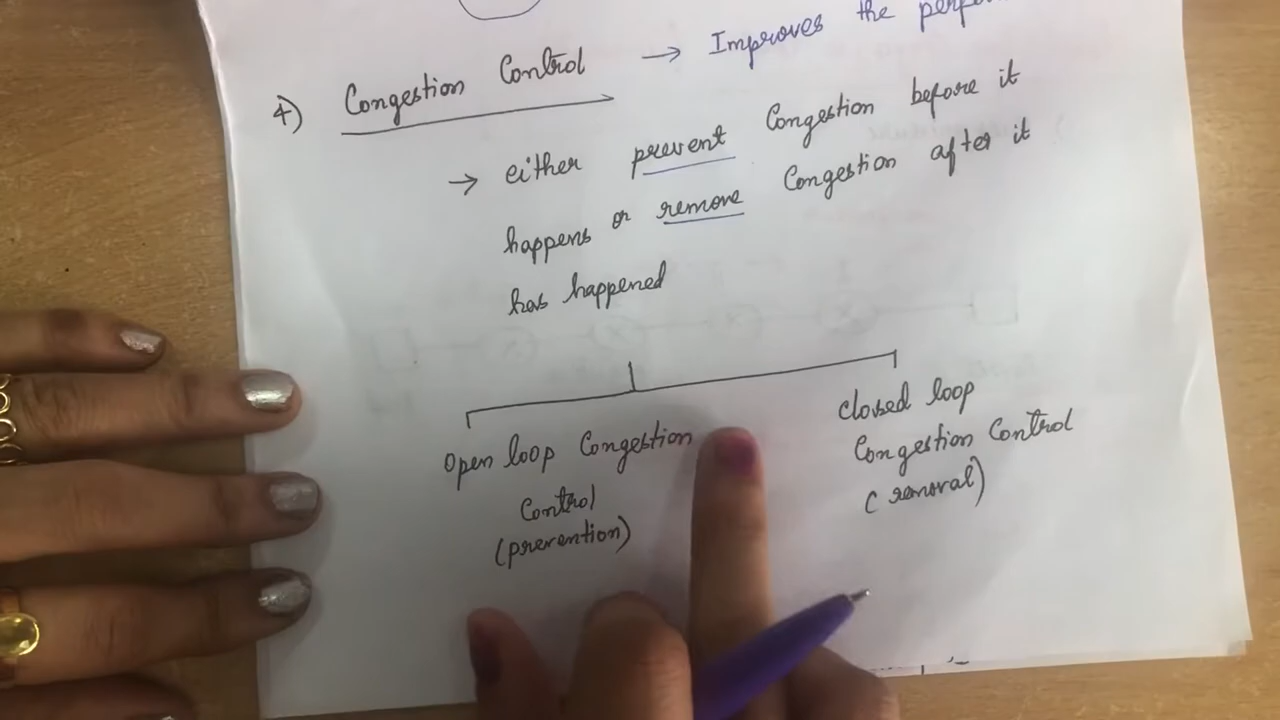 4) Congestion Control → Improves the
→ either prevent Congestion before it
happens or remove Congestion after it
has happened
Open loop Congestion
Control
(prevention)
Closed loop
Congestion Control
(removal)